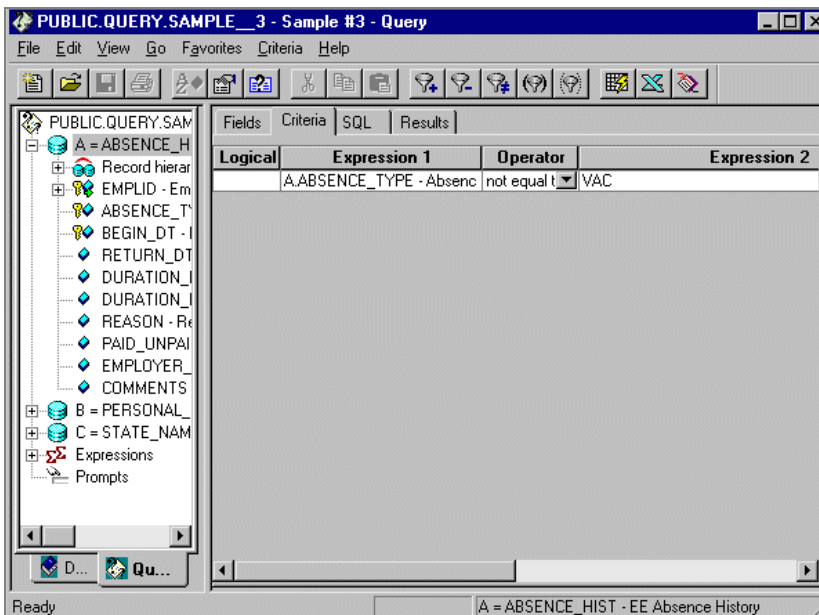 PUBLIC.QUERY.SAMPLE__3 - Sample #3 - Query
File Edit View Go Favorites Criteria Help
PUBLIC.QUERY.SAM
A = ABSENCE_H
Record hierar
EMPLID - Em
ABSENCE_TY
BEGIN_DT - 
RETURN_DT
DURATION_
DURATION_
REASON - Re
PAID_UNPAI
EMPLOYER_
COMMENTS
B = PERSONAL_
C = STATE_NAM
Expressions
Prompts
D... Qu...
Fields Criteria SQL Results
Logical Expression 1 Operator Expression 2
A.ABSENCE_TYPE - Absenc not equal t VAC
Ready A = ABSENCE_HIST - EE Absence History